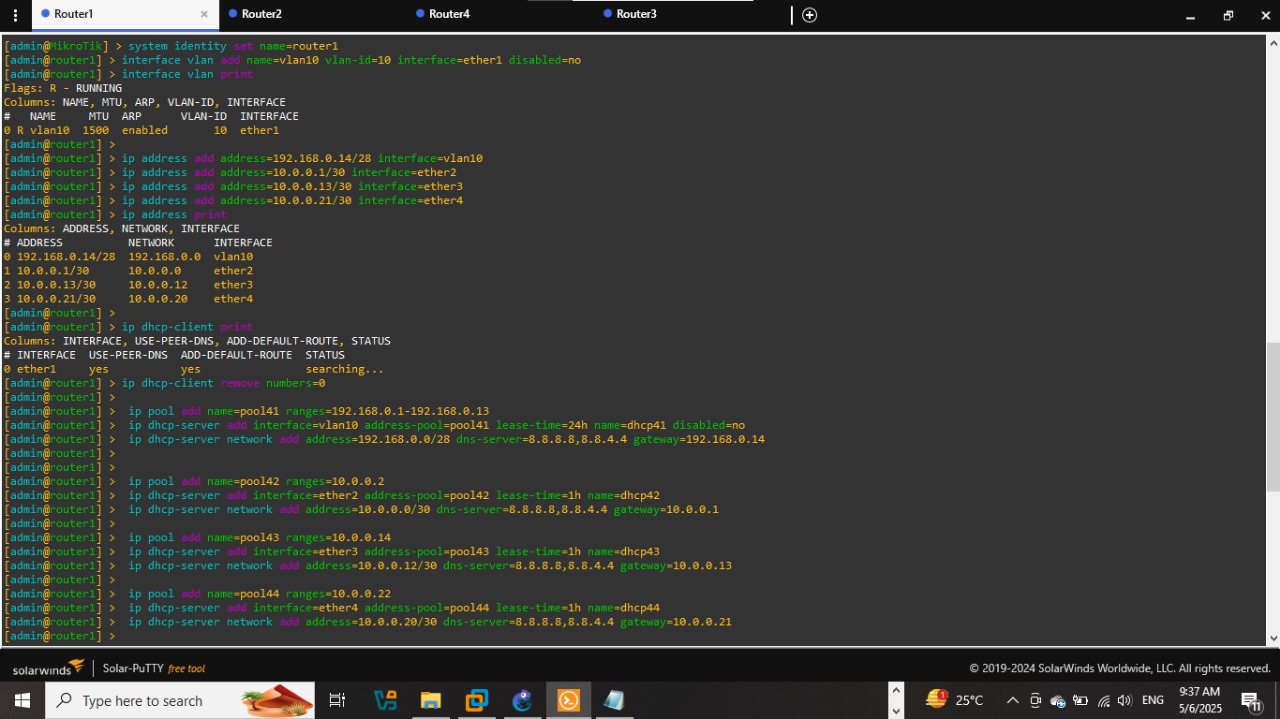 Router1
Router2
Router4
Router3
[admin@MikroTik] > system identity set name=router1
[admin@router1] > interface vlan add name=vlan10 vlan-id=10 interface=ether1 disabled=no
[admin@router1] > interface vlan print
Flags: R - RUNNING
Columns: NAME, MTU, ARP, VLAN-ID, INTERFACE
# NAME MTU ARP VLAN-ID INTERFACE
0 R vlan10 1500 enabled 10 ether1
[admin@router1] >
[admin@router1] > ip address add address=192.168.0.14/28 interface=vlan10
[admin@router1] > ip address add address=10.0.0.1/30 interface=ether2
[admin@router1] > ip address add address=10.0.0.13/30 interface=ether3
[admin@router1] > ip address add address=10.0.0.21/30 interface=ether4
[admin@router1] > ip address print
Columns: ADDRESS, NETWORK, INTERFACE
# ADDRESS NETWORK INTERFACE
0 192.168.0.14/28 192.168.0.0 vlan10
1 10.0.0.1/30 10.0.0.0 ether2
2 10.0.0.13/30 10.0.0.12 ether3
3 10.0.0.21/30 10.0.0.20 ether4
[admin@router1] >
[admin@router1] > ip dhcp-client print
Columns: INTERFACE, USE-PEER-DNS, ADD-DEFAULT-ROUTE, STATUS
# INTERFACE USE-PEER-DNS ADD-DEFAULT-ROUTE STATUS
0 ether1 yes yes searching...
[admin@router1] > ip dhcp-client remove numbers=0
[admin@router1] >
[admin@router1] > ip pool add name=pool41 ranges=192.168.0.1-192.168.0.13
[admin@router1] > ip dhcp-server add interface=vlan10 address-pool=pool41 lease-time=24h name=dhcp41 disabled=no
[admin@router1] > ip dhcp-server network add address=192.168.0.0/28 dns-server=8.8.8.8,8.8.4.4 gateway=192.168.0.14
[admin@router1] >
[admin@router1] >
[admin@router1] > ip pool add name=pool42 ranges=10.0.0.2
[admin@router1] > ip dhcp-server add interface=ether2 address-pool=pool42 lease-time=1h name=dhcp42
[admin@router1] > ip dhcp-server network add address=10.0.0.0/30 dns-server=8.8.8.8,8.8.4.4 gateway=10.0.0.1
[admin@router1] >
[admin@router1] > ip pool add name=pool43 ranges=10.0.0.14
[admin@router1] > ip dhcp-server add interface=ether3 address-pool=pool43 lease-time=1h name=dhcp43
[admin@router1] > ip dhcp-server network add address=10.0.0.12/30 dns-server=8.8.8.8,8.8.4.4 gateway=10.0.0.13
[admin@router1] >
[admin@router1] > ip pool add name=pool44 ranges=10.0.0.22
[admin@router1] > ip dhcp-server add interface=ether4 address-pool=pool44 lease-time=1h name=dhcp44
[admin@router1] > ip dhcp-server network add address=10.0.0.20/30 dns-server=8.8.8.8,8.8.4.4 gateway=10.0.0.21
[admin@router1] >
solarwinds Solar-PuTTY free tool
© 2019-2024 SolarWinds Worldwide, LLC. All rights reserved.
Type here to search
1
25°C
ENG
9:37 AM
5/6/2025
11